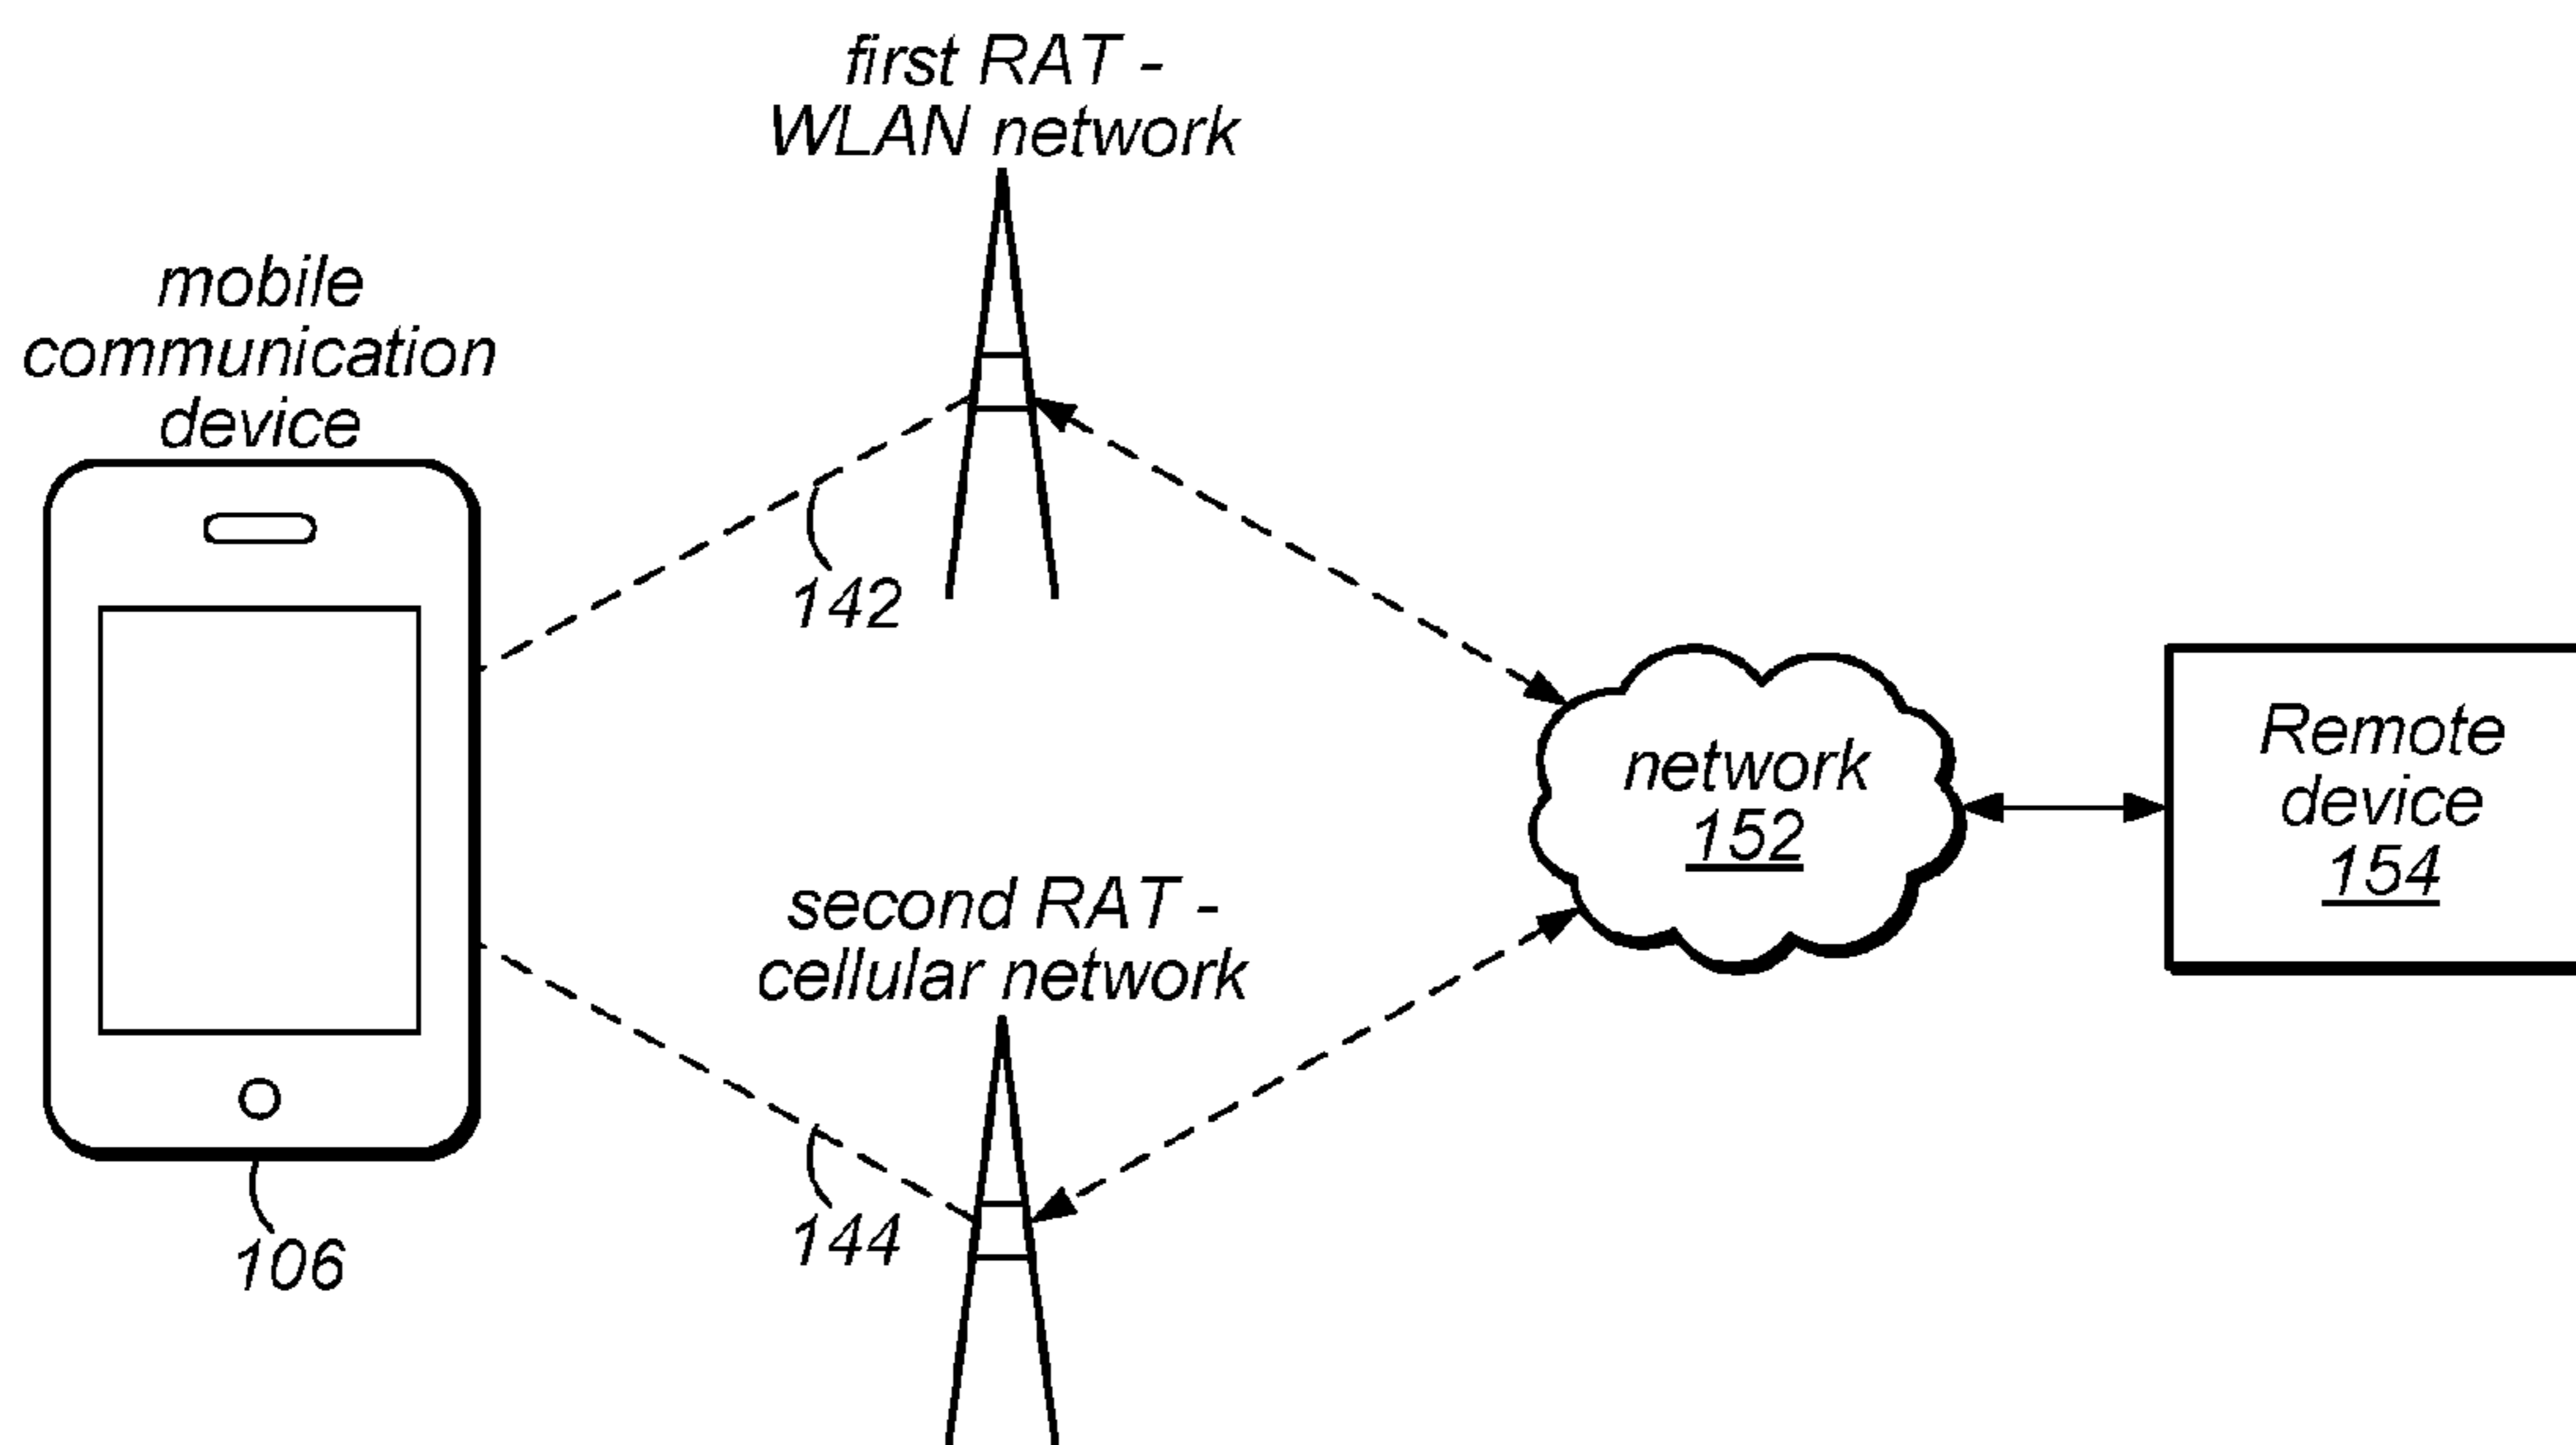 first RAT -
WLAN network
mobile
communication
device
142
network
152
Remote
device
154
second RAT -
cellular network
144
106